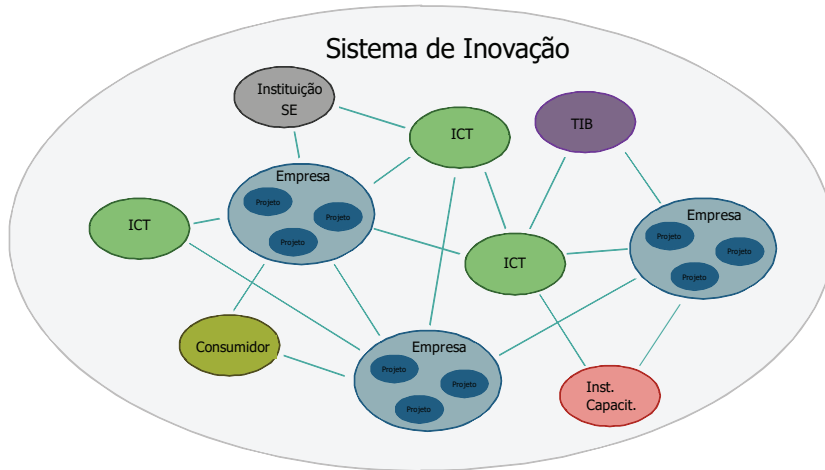 Sistema de Inovação
Instituição
SE
ICT
TIB
Empresa
Projeto
Projeto
Projeto
ICT
Empresa
Projeto
Projeto
Projeto
ICT
Consumidor
Empresa
Projeto
Projeto
Projeto
Inst.
Capacit.